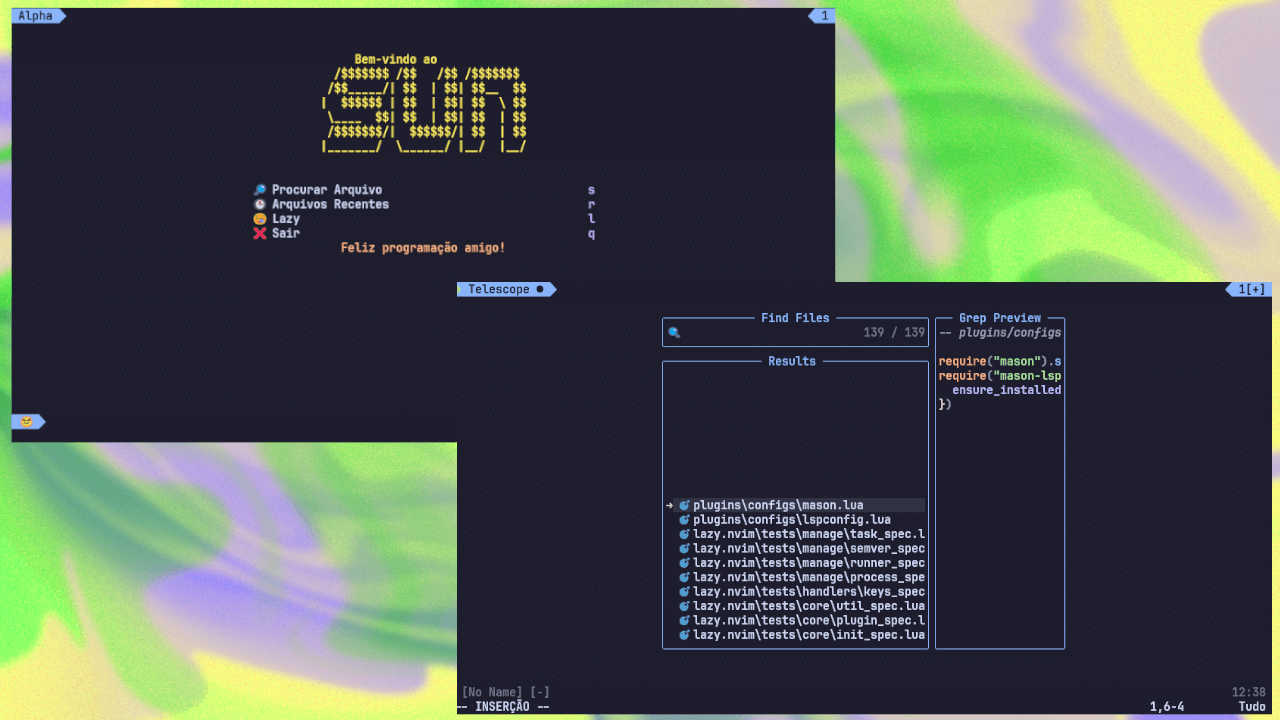 Alpha
1
Bem-vindo ao
  /$$$$$$$ /$$   /$$ /$$$$$$$
 /$$_____/| $$  | $$| $$__  $$
|  $$$$$$ | $$  | $$| $$  \ $$
 \____  $$| $$  | $$| $$  | $$
 /$$$$$$$/|  $$$$$$/| $$  | $$
|_______/  \______/ |__/  |__/
Procurar Arquivo s
Arquivos Recentes r
Lazy l
Sair q
Feliz programação amigo!
Telescope ●
1[+]
Find Files
139 / 139
Results
➔ plugins\configs\mason.lua
plugins\configs\lspconfig.lua
lazy.nvim\tests\manage\task_spec.l
lazy.nvim\tests\manage\semver_spec
lazy.nvim\tests\manage\runner_spec
lazy.nvim\tests\manage\process_spe
lazy.nvim\tests\handlers\keys_spec
lazy.nvim\tests\core\util_spec.lua
lazy.nvim\tests\core\plugin_spec.l
lazy.nvim\tests\core\init_spec.lua
Grep Preview
-- plugins/configs
require("mason").s
require("mason-lsp
  ensure_installed
})
[No Name] [-] 12:38
-- INSERÇÃO -- 1,6-4 Tudo